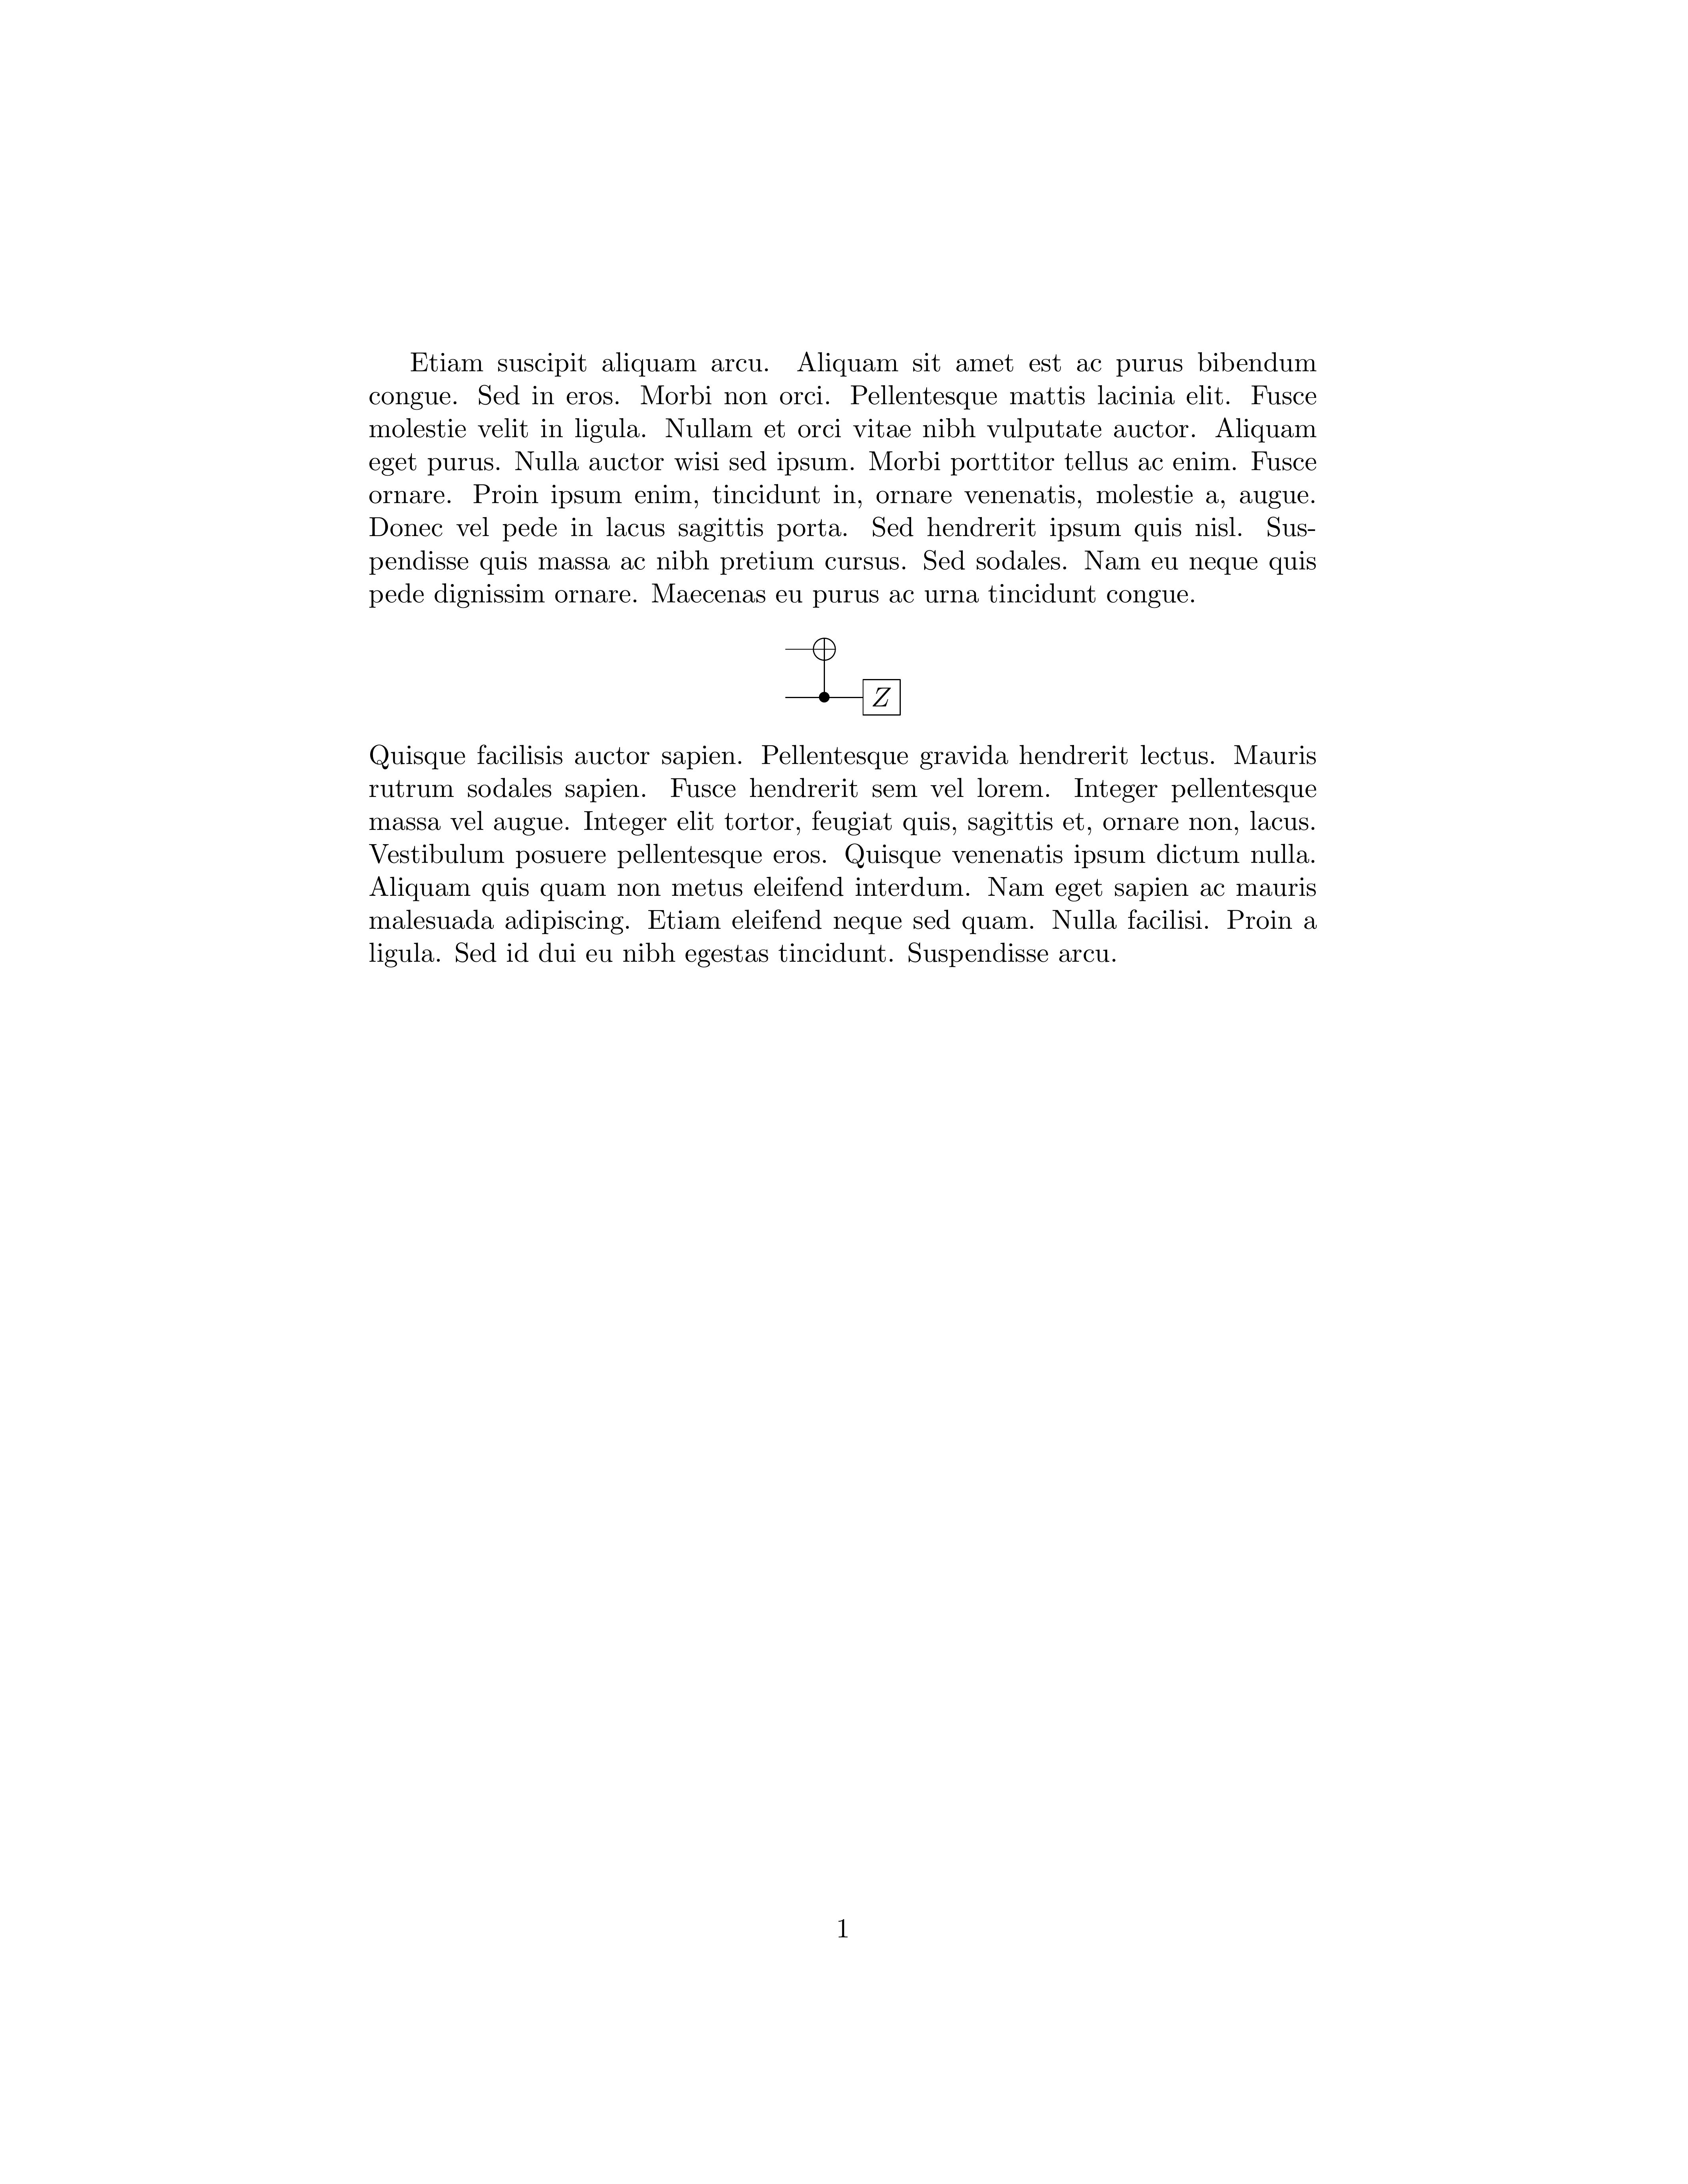 Etiam suscipit aliquam arcu. Aliquam sit amet est ac purus bibendum
congue. Sed in eros. Morbi non orci. Pellentesque mattis lacinia elit. Fusce
molestie velit in ligula. Nullam et orci vitae nibh vulputate auctor. Aliquam
eget purus. Nulla auctor wisi sed ipsum. Morbi porttitor tellus ac enim. Fusce
ornare. Proin ipsum enim, tincidunt in, ornare venenatis, molestie a, augue.
Donec vel pede in lacus sagittis porta. Sed hendrerit ipsum quis nisl. Sus-
pendisse quis massa ac nibh pretium cursus. Sed sodales. Nam eu neque quis
pede dignissim ornare. Maecenas eu purus ac urna tincidunt congue.
Z
Quisque facilisis auctor sapien. Pellentesque gravida hendrerit lectus. Mauris
rutrum sodales sapien. Fusce hendrerit sem vel lorem. Integer pellentesque
massa vel augue. Integer elit tortor, feugiat quis, sagittis et, ornare non, lacus.
Vestibulum posuere pellentesque eros. Quisque venenatis ipsum dictum nulla.
Aliquam quis quam non metus eleifend interdum. Nam eget sapien ac mauris
malesuada adipiscing. Etiam eleifend neque sed quam. Nulla facilisi. Proin a
ligula. Sed id dui eu nibh egestas tincidunt. Suspendisse arcu.
1